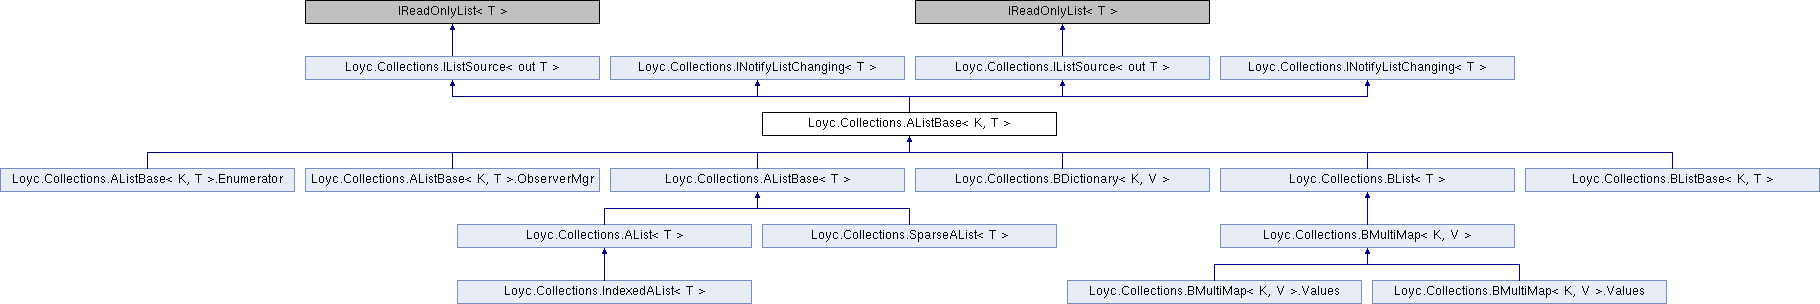 IReadOnlyList< T >
IReadOnlyList< T >
Loyc.Collections.IListSource< out T >
Loyc.Collections.INotifyListChanging< T >
Loyc.Collections.IListSource< out T >
Loyc.Collections.INotifyListChanging< T >
Loyc.Collections.AListBase< K, T >
Loyc.Collections.AListBase< K, T >.Enumerator
Loyc.Collections.AListBase< K, T >.ObserverMgr
Loyc.Collections.AListBase< T >
Loyc.Collections.BDictionary< K, V >
Loyc.Collections.BList< T >
Loyc.Collections.BListBase< K, T >
Loyc.Collections.AList< T >
Loyc.Collections.SparseAList< T >
Loyc.Collections.BMultiMap< K, V >
Loyc.Collections.IndexedAList< T >
Loyc.Collections.BMultiMap< K, V >.Values
Loyc.Collections.BMultiMap< K, V >.Values